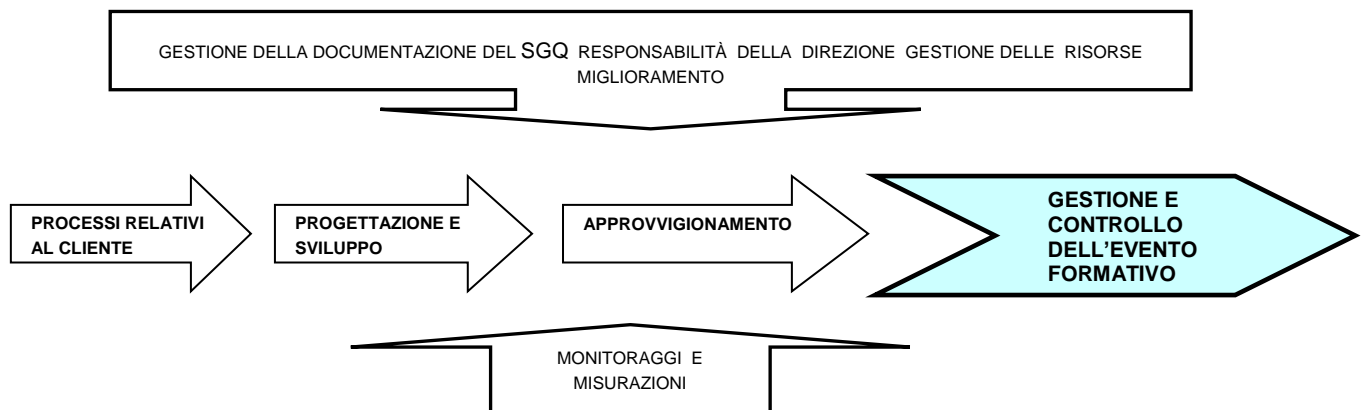 GESTIONE DELLA DOCUMENTAZIONE DEL SGQ RESPONSABILITÀ DELLA DIREZIONE GESTIONE DELLE RISORSE
MIGLIORAMENTO
PROCESSI RELATIVI
AL CLIENTE
PROGETTAZIONE E
SVILUPPO
APPROVVIGIONAMENTO
GESTIONE E
CONTROLLO
DELL’EVENTO
FORMATIVO
MONITORAGGI E
MISURAZIONI